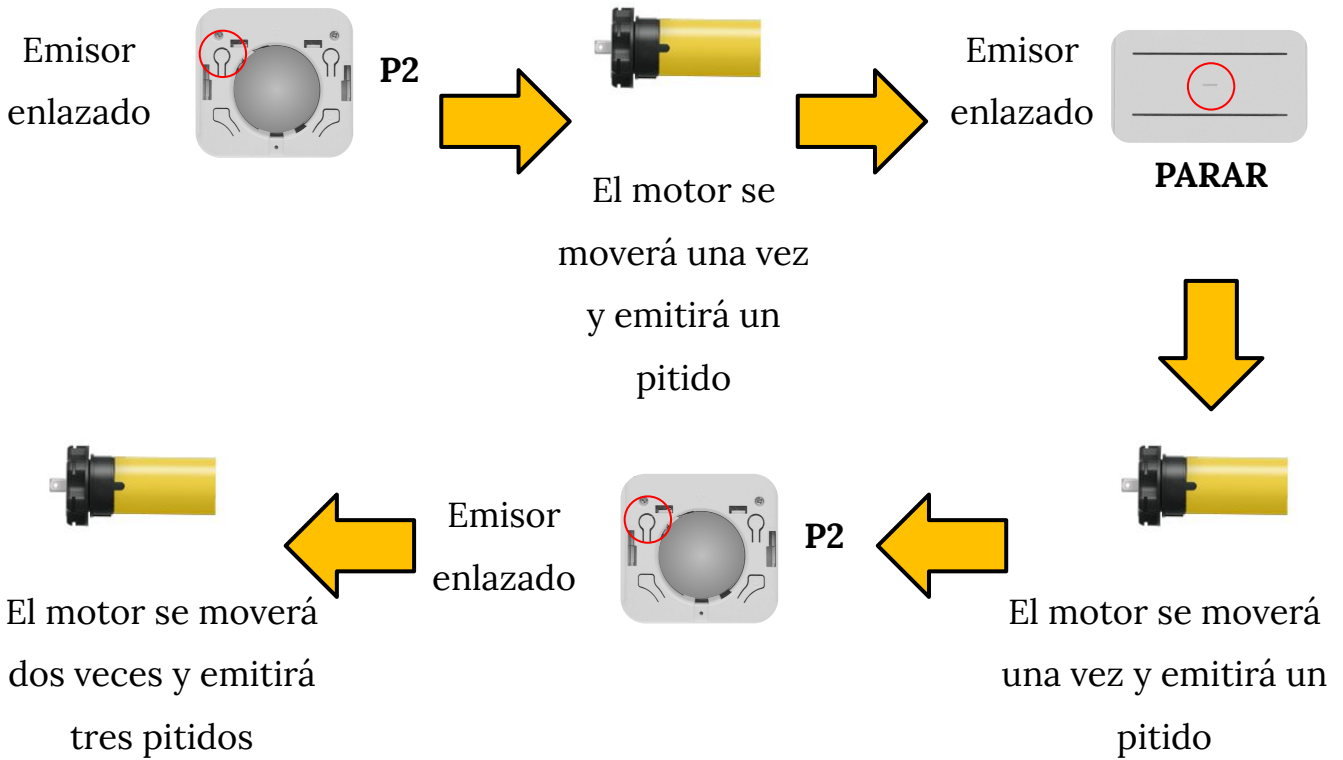 Emisor
enlazado
P2
El motor se
moverá una vez
y emitirá un
pitido
Emisor
enlazado
PARAR
El motor se moverá
una vez y emitirá un
pitido
P2
Emisor
enlazado
El motor se moverá
dos veces y emitirá
tres pitidos